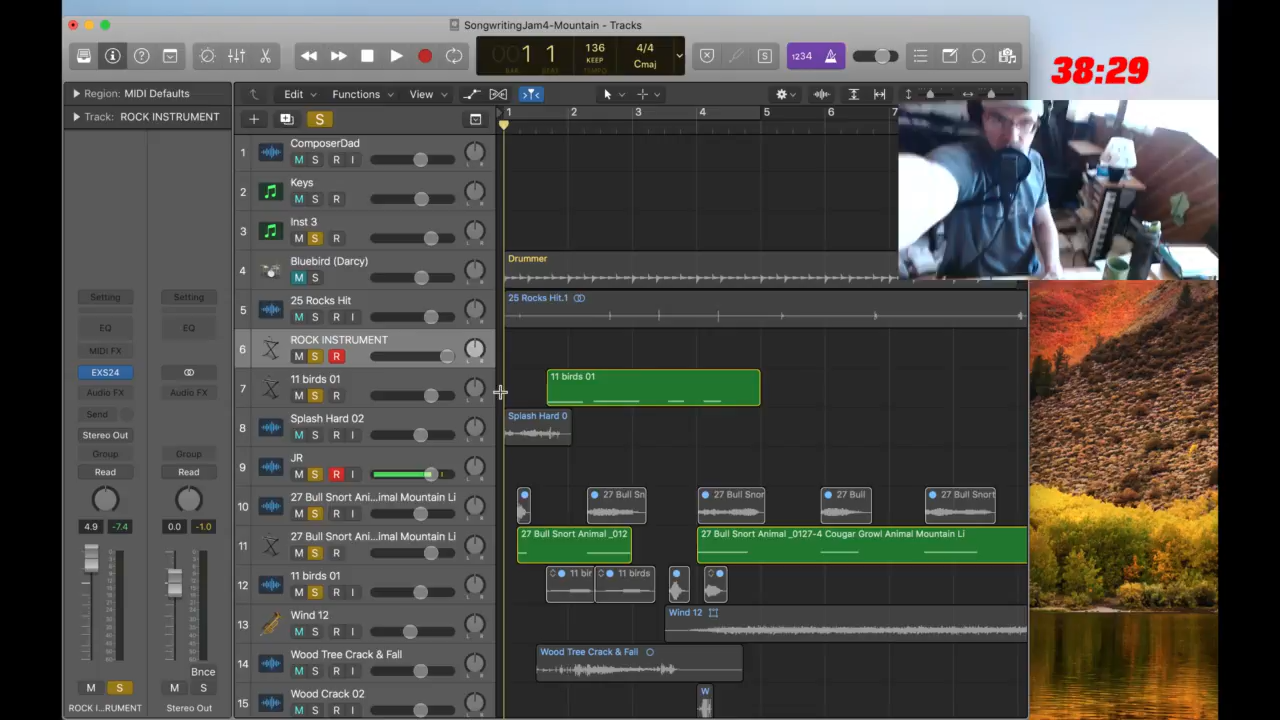 SongwritingJam4-Mountain - Tracks
1 1
BAR
136
KEEP
TEMPO
4/4
Cmaj
S
1234
38:29
Region: MIDI Defaults
Edit
Functions
View
Track: ROCK INSTRUMENT
S
1 2 3 4 5 6 7
1 ComposerDad
M S R I
2 Keys
M S R
3 Inst 3
M S R
4 Bluebird (Darcy)
M S
Drummer
5 25 Rocks Hit
M S R I
25 Rocks Hit.1
6 ROCK INSTRUMENT
M S R
7 11 birds 01
M S R
11 birds 01
8 Splash Hard 02
M S R I
Splash Hard 0
9 JR
M S R I
10 27 Bull Snort Ani...imal Mountain Li
M S R I
27 Bull Sn
27 Bull Snor
27 Bull
27 Bull Snort
11 27 Bull Snort Ani...imal Mountain Li
M S R
27 Bull Snort Animal _012
27 Bull Snort Animal _0127-4 Cougar Growl Animal Mountain Li
12 11 birds 01
M S R I
11 bir
11 birds
13 Wind 12
M S R I
Wind 12
14 Wood Tree Crack & Fall
M S R I
Wood Tree Crack & Fall
15 Wood Crack 02
M S R I
W
Setting Setting
EQ EQ
MIDI FX
EXS24
Audio FX Audio FX
Send
Stereo Out
Group Group
Read Read
4.9 -7.4 0.0 -1.0
Bnce
M S M S
ROCK I...RUMENT Stereo Out